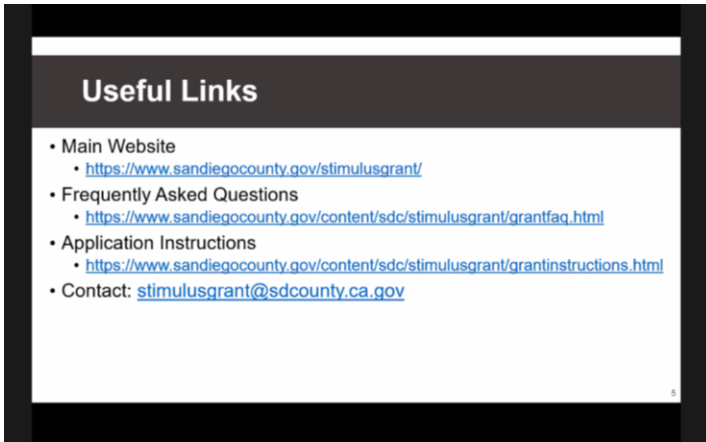 Useful Links
• Main Website
• https://www.sandiegocounty.gov/stimulusgrant/
• Frequently Asked Questions
• https://www.sandiegocounty.gov/content/sdc/stimulusgrant/grantfaq.html
• Application Instructions
• https://www.sandiegocounty.gov/content/sdc/stimulusgrant/grantinstructions.html
• Contact: stimulusgrant@sdcounty.ca.gov
5